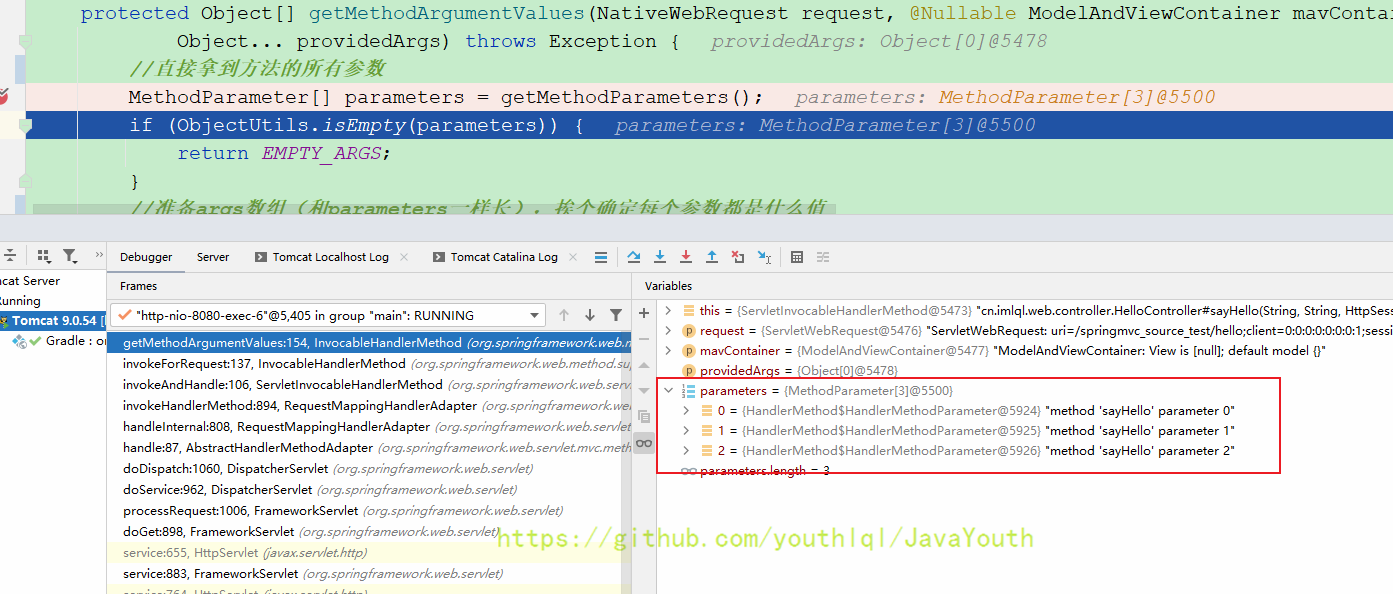 protected Object[] getMethodArgumentValues(NativeWebRequest request, @Nullable ModelAndViewContainer mavContai
Object... providedArgs) throws Exception {   providedArgs: Object[0]@5478
//直接拿到方法的所有参数
MethodParameter[] parameters = getMethodParameters();   parameters: MethodParameter[3]@5500
if (ObjectUtils.isEmpty(parameters)) {   parameters: MethodParameter[3]@5500
return EMPTY_ARGS;
}
//准备args数组（和parameters一样长），挨个确定每个参数都是什么值
Debugger Server Tomcat Localhost Log Tomcat Catalina Log
cat Server
unning
Tomcat 9.0.54 [
Gradle : or
Frames
"http-nio-8080-exec-6"@5,405 in group "main": RUNNING
getMethodArgumentValues:154, InvocableHandlerMethod (org.springframework.web.m
invokeForRequest:137, InvocableHandlerMethod (org.springframework.web.method.su
invokeAndHandle:106, ServletInvocableHandlerMethod (org.springframework.web.ser
invokeHandlerMethod:894, RequestMappingHandlerAdapter (org.springframework.we
handleInternal:808, RequestMappingHandlerAdapter (org.springframework.web.servl
handle:87, AbstractHandlerMethodAdapter (org.springframework.web.servlet.mvc.meth
doDispatch:1060, DispatcherServlet (org.springframework.web.servlet)
doService:962, DispatcherServlet (org.springframework.web.servlet)
processRequest:1006, FrameworkServlet (org.springframework.web.servlet)
doGet:898, FrameworkServlet (org.springframework.web.servlet)
service:655, HttpServlet (javax.servlet.http)
service:883, FrameworkServlet (org.springframework.web.servlet)
service:764, HttpServlet (javax.servlet.http)
Variables
this = {ServletInvocableHandlerMethod@5473} "cn.imlql.web.controller.HelloController#sayHello(String, String, HttpSess
request = {ServletWebRequest@5476} "ServletWebRequest: uri=/springmvc_source_test/hello;client=0:0:0:0:0:0:0:1;sessi
mavContainer = {ModelAndViewContainer@5477} "ModelAndViewContainer: View is [null]; default model {}"
providedArgs = {Object[0]@5478}
parameters = {MethodParameter[3]@5500}
0 = {HandlerMethod$HandlerMethodParameter@5924} "method 'sayHello' parameter 0"
1 = {HandlerMethod$HandlerMethodParameter@5925} "method 'sayHello' parameter 1"
2 = {HandlerMethod$HandlerMethodParameter@5926} "method 'sayHello' parameter 2"
parameters.length = 3
https://github.com/youthlql/JavaYouth